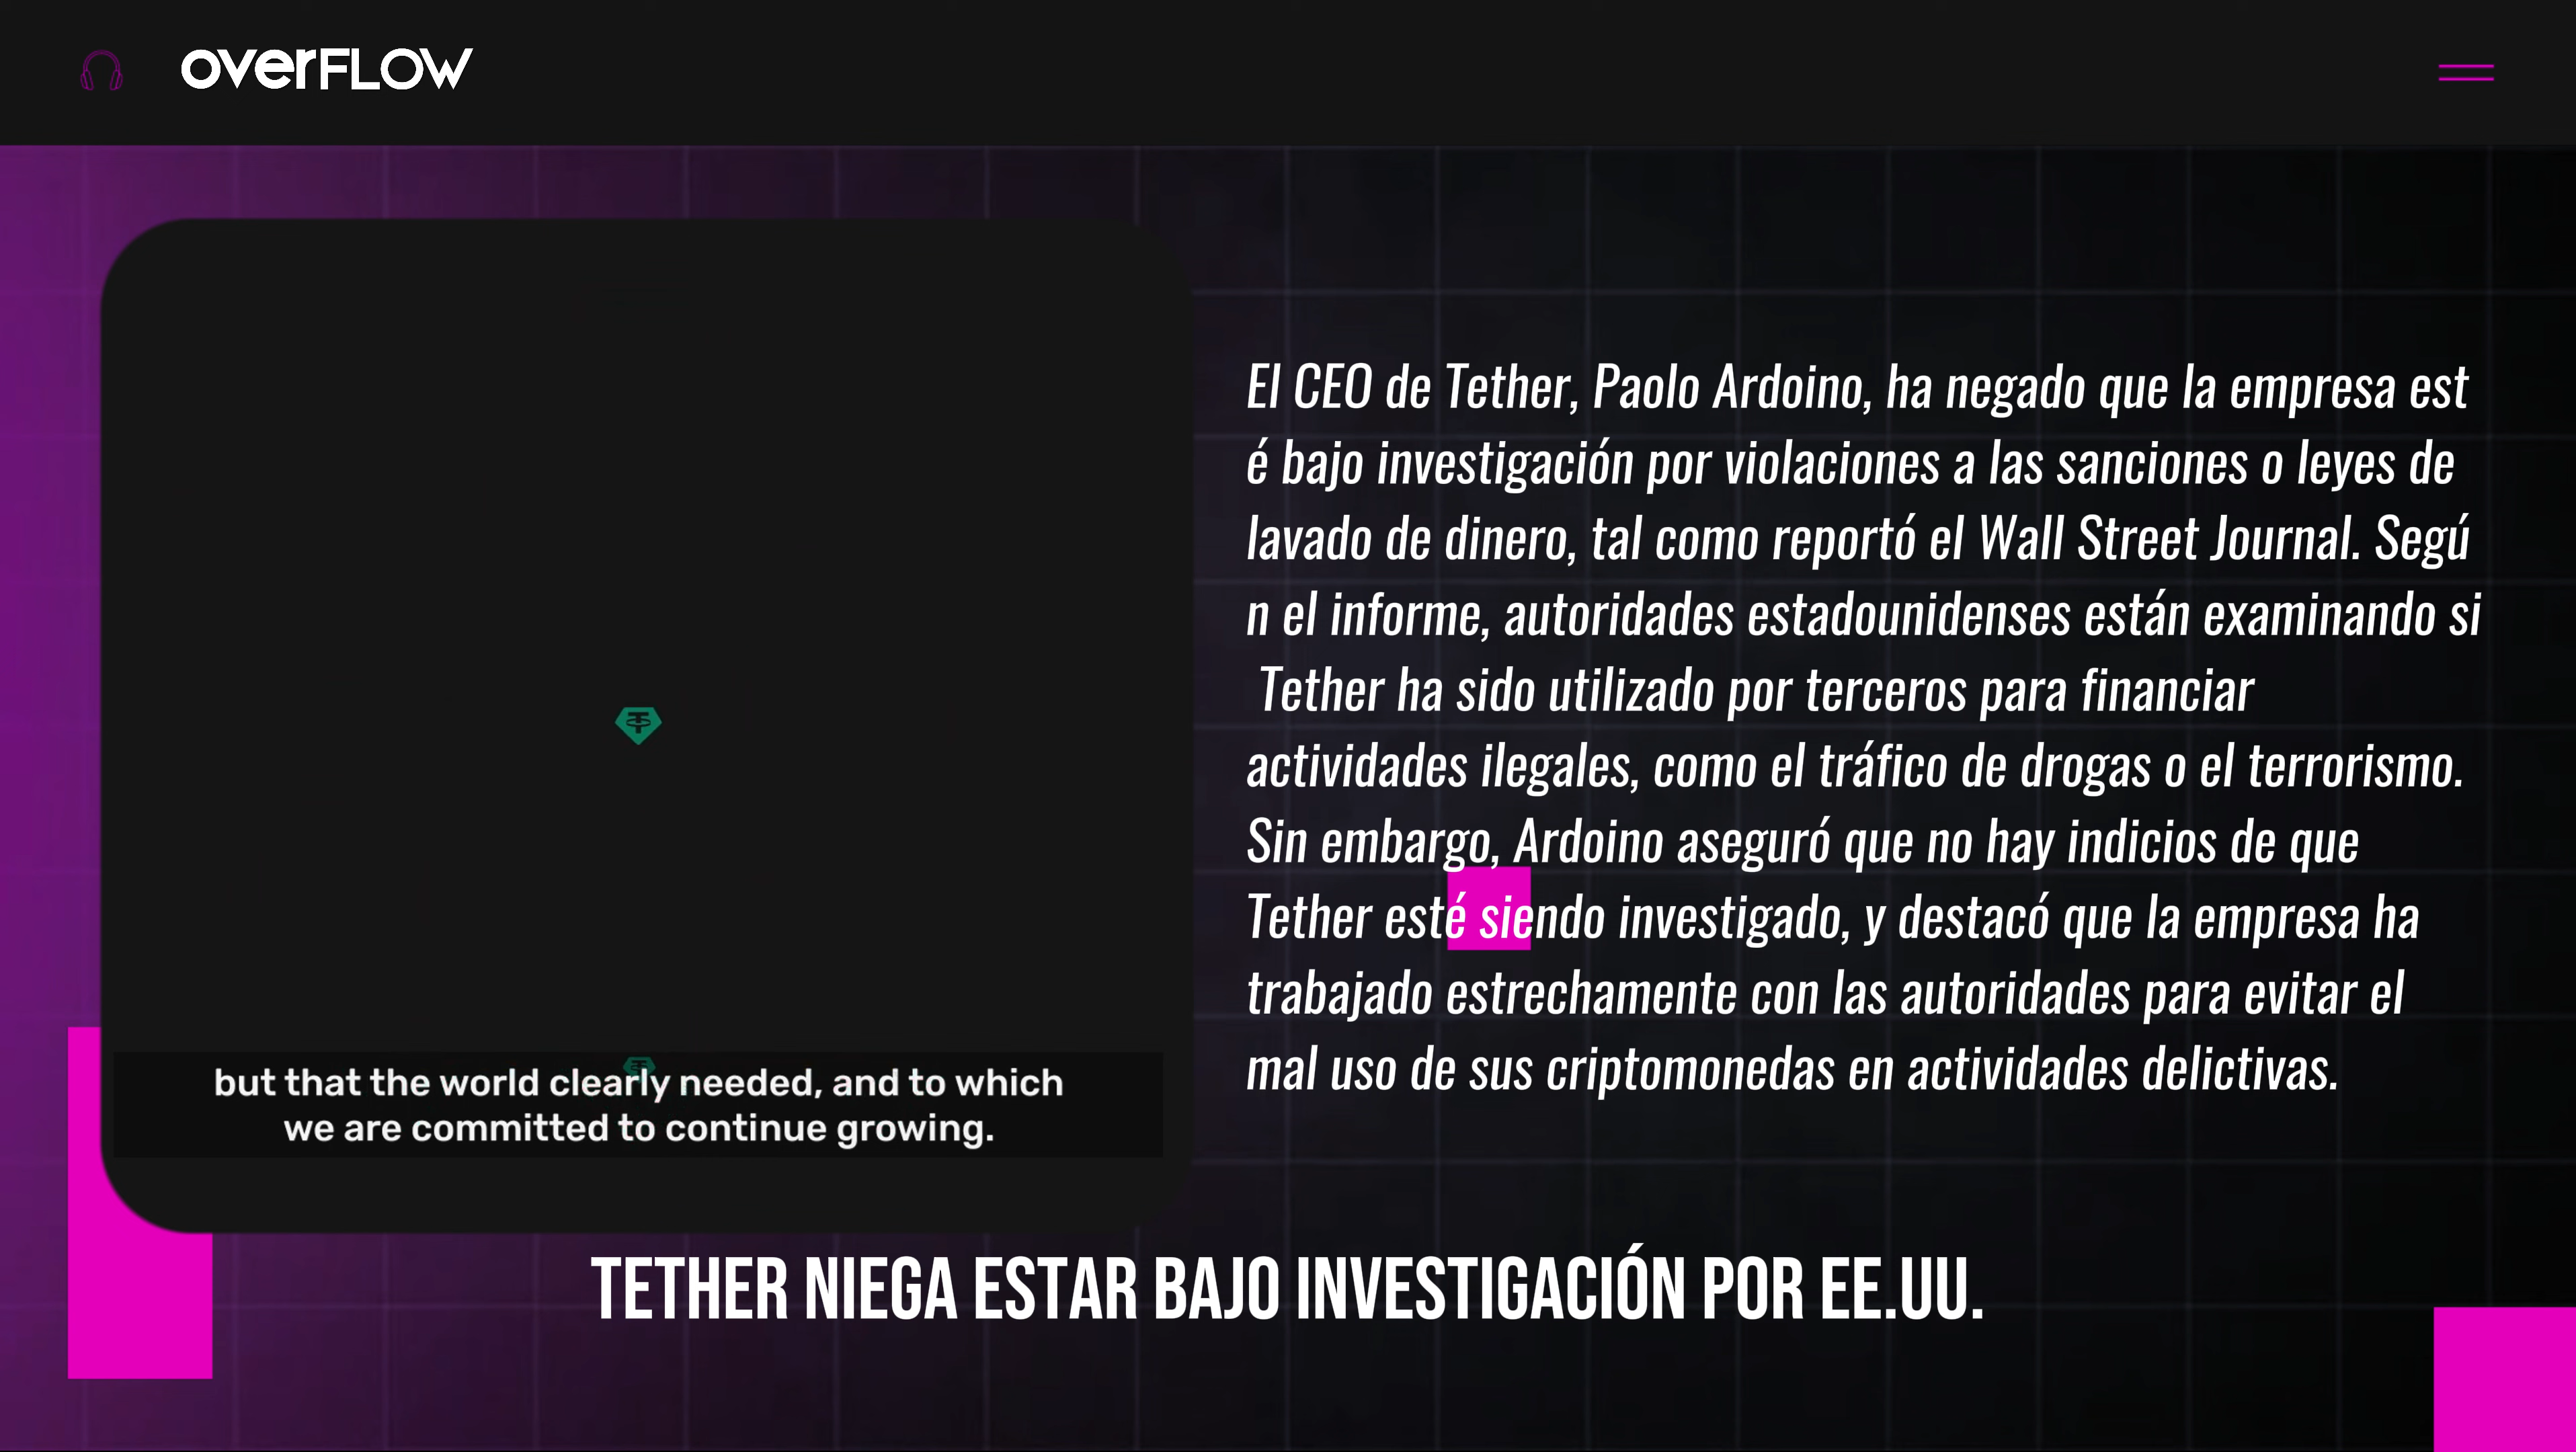 overFLOW
El CEO de Tether, Paolo Ardoino, ha negado que la empresa est
é bajo investigación por violaciones a las sanciones o leyes de
lavado de dinero, tal como reportó el Wall Street Journal. Segú
n el informe, autoridades estadounidenses están examinando si
Tether ha sido utilizado por terceros para financiar
actividades ilegales, como el tráfico de drogas o el terrorismo.
Sin embargo, Ardoino aseguró que no hay indicios de que
Tether esté siendo investigado, y destacó que la empresa ha
trabajado estrechamente con las autoridades para evitar el
mal uso de sus criptomonedas en actividades delictivas.
but that the world clearly needed, and to which
we are committed to continue growing.
TETHER NIEGA ESTAR BAJO INVESTIGACIÓN POR EE.UU.